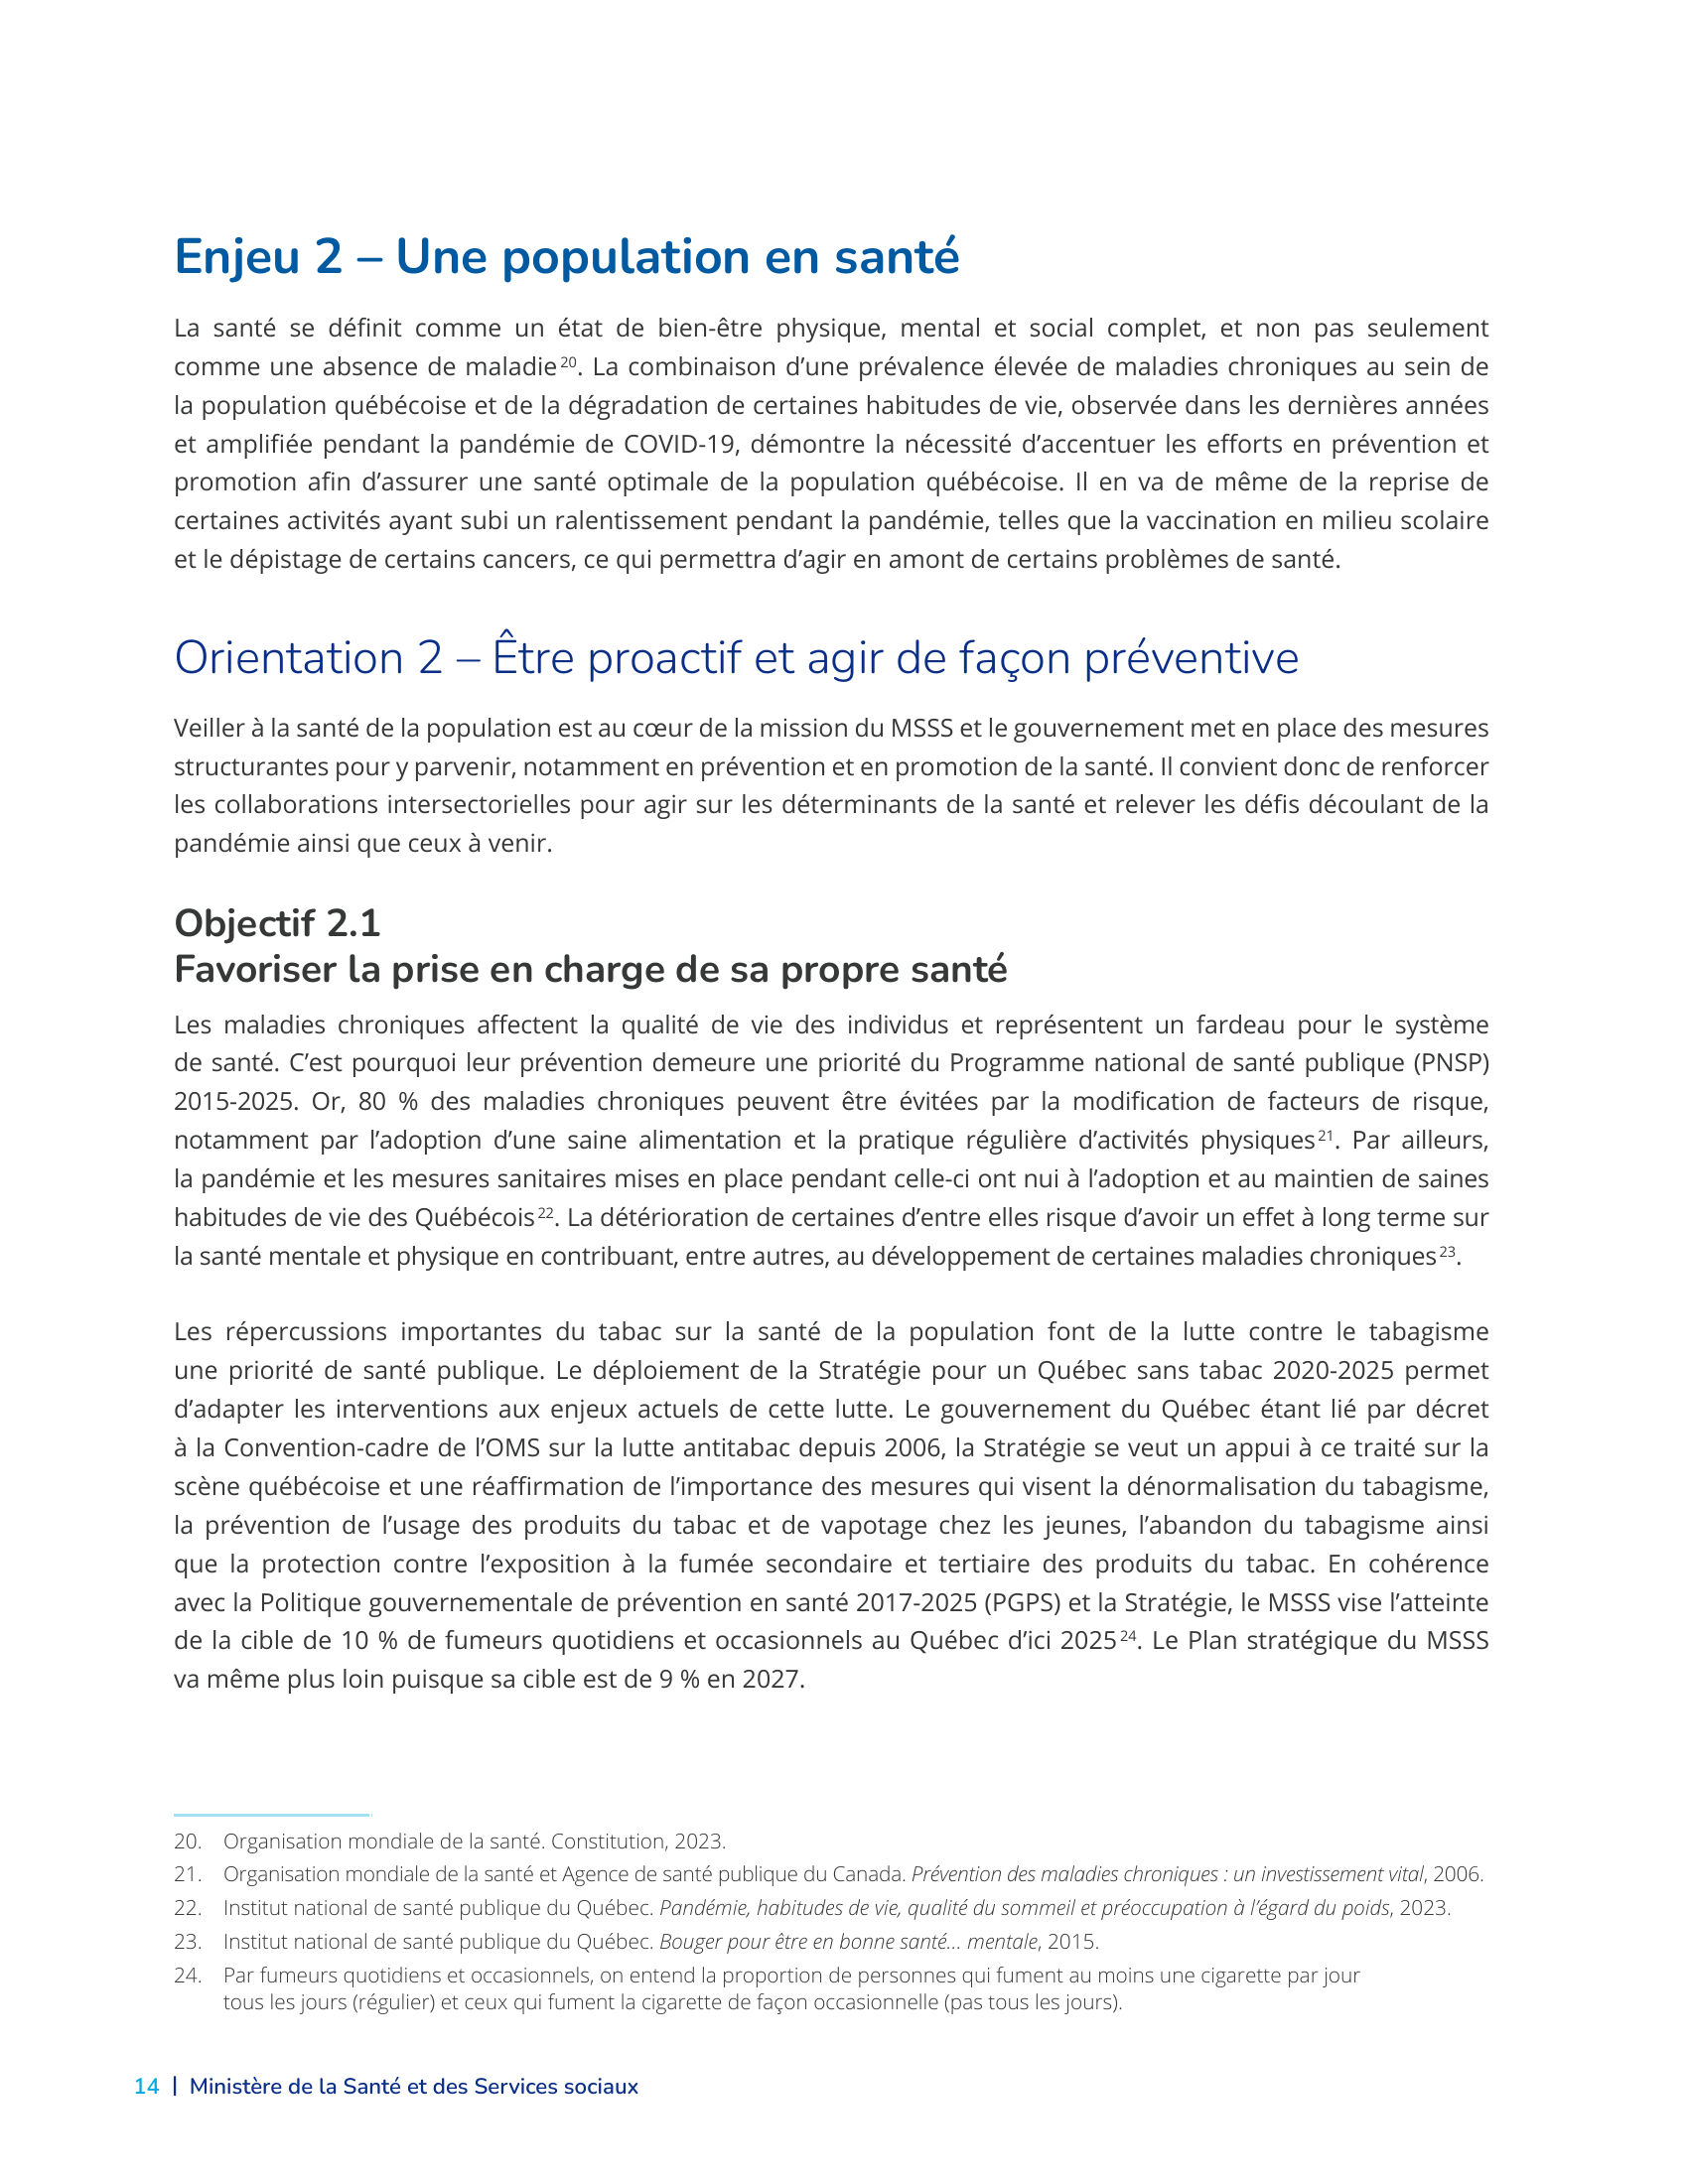 Enjeu 2 – Une population en santé
La santé se définit comme un état de bien-être physique, mental et social complet, et non pas seulement
comme une absence de maladie 20. La combinaison d’une prévalence élevée de maladies chroniques au sein de
la population québécoise et de la dégradation de certaines habitudes de vie, observée dans les dernières années
et amplifiée pendant la pandémie de COVID-19, démontre la nécessité d’accentuer les efforts en prévention et
promotion afin d’assurer une santé optimale de la population québécoise. Il en va de même de la reprise de
certaines activités ayant subi un ralentissement pendant la pandémie, telles que la vaccination en milieu scolaire
et le dépistage de certains cancers, ce qui permettra d’agir en amont de certains problèmes de santé.
Orientation 2 – Être proactif et agir de façon préventive
Veiller à la santé de la population est au cœur de la mission du MSSS et le gouvernement met en place des mesures
structurantes pour y parvenir, notamment en prévention et en promotion de la santé. Il convient donc de renforcer
les collaborations intersectorielles pour agir sur les déterminants de la santé et relever les défis découlant de la
pandémie ainsi que ceux à venir.
Objectif 2.1
Favoriser la prise en charge de sa propre santé
Les maladies chroniques affectent la qualité de vie des individus et représentent un fardeau pour le système
de santé. C’est pourquoi leur prévention demeure une priorité du Programme national de santé publique (PNSP)
2015-2025. Or, 80 % des maladies chroniques peuvent être évitées par la modification de facteurs de risque,
notamment par l’adoption d’une saine alimentation et la pratique régulière d’activités physiques 21. Par ailleurs,
la pandémie et les mesures sanitaires mises en place pendant celle-ci ont nui à l’adoption et au maintien de saines
habitudes de vie des Québécois 22. La détérioration de certaines d’entre elles risque d’avoir un effet à long terme sur
la santé mentale et physique en contribuant, entre autres, au développement de certaines maladies chroniques 23.
Les répercussions importantes du tabac sur la santé de la population font de la lutte contre le tabagisme
une priorité de santé publique. Le déploiement de la Stratégie pour un Québec sans tabac 2020-2025 permet
d’adapter les interventions aux enjeux actuels de cette lutte. Le gouvernement du Québec étant lié par décret
à la Convention-cadre de l’OMS sur la lutte antitabac depuis 2006, la Stratégie se veut un appui à ce traité sur la
scène québécoise et une réaffirmation de l’importance des mesures qui visent la dénormalisation du tabagisme,
la prévention de l’usage des produits du tabac et de vapotage chez les jeunes, l’abandon du tabagisme ainsi
que la protection contre l’exposition à la fumée secondaire et tertiaire des produits du tabac. En cohérence
avec la Politique gouvernementale de prévention en santé 2017-2025 (PGPS) et la Stratégie, le MSSS vise l’atteinte
de la cible de 10 % de fumeurs quotidiens et occasionnels au Québec d’ici 2025 24. Le Plan stratégique du MSSS
va même plus loin puisque sa cible est de 9 % en 2027.
20. Organisation mondiale de la santé. Constitution, 2023.
21. Organisation mondiale de la santé et Agence de santé publique du Canada. Prévention des maladies chroniques : un investissement vital, 2006.
22. Institut national de santé publique du Québec. Pandémie, habitudes de vie, qualité du sommeil et préoccupation à l’égard du poids, 2023.
23. Institut national de santé publique du Québec. Bouger pour être en bonne santé... mentale, 2015.
24. Par fumeurs quotidiens et occasionnels, on entend la proportion de personnes qui fument au moins une cigarette par jour
tous les jours (régulier) et ceux qui fument la cigarette de façon occasionnelle (pas tous les jours).
14 | Ministère de la Santé et des Services sociaux